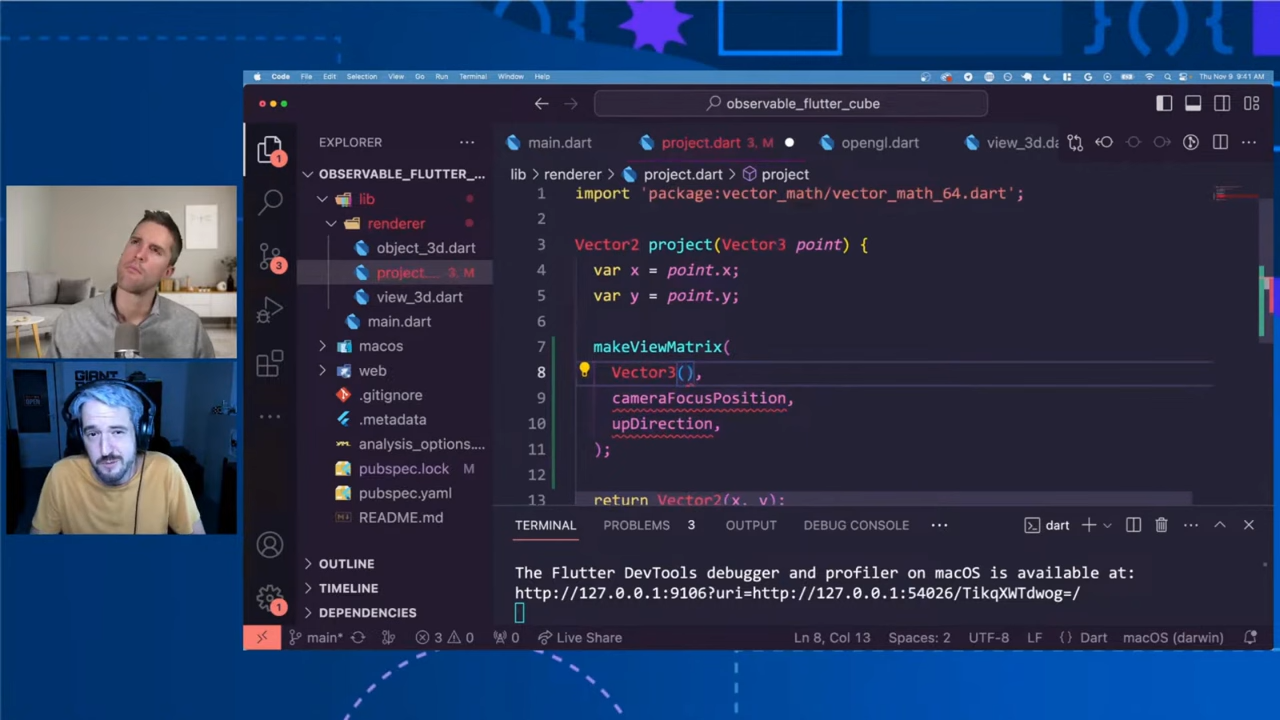 Code File Edit Selection View Go Run Terminal Window Help Thu Nov 9 9:41 AM
observable_flutter_cube
EXPLORER
main.dart project.dart 3, M opengl.dart view_3d.da
OBSERVABLE_FLUTTER_...
lib > renderer > project.dart > project
lib
renderer
object_3d.dart
project... 3, M
view_3d.dart
main.dart
macos
web
.gitignore
.metadata
analysis_options....
pubspec.lock M
pubspec.yaml
README.md
OUTLINE
TIMELINE
DEPENDENCIES
1
3
1
1 import 'package:vector_math/vector_math_64.dart';
2
3 Vector2 project(Vector3 point) {
4 var x = point.x;
5 var y = point.y;
6
7 makeViewMatrix(
8 Vector3(),
9 cameraFocusPosition,
10 upDirection,
11 );
12
13 return Vector2(x, y);
TERMINAL PROBLEMS 3 OUTPUT DEBUG CONSOLE ... dart
The Flutter DevTools debugger and profiler on macOS is available at:
http://127.0.0.1:9106?uri=http://127.0.0.1:54026/TikqXWTdwog=/
main* 3 0 0 Live Share Ln 8, Col 13 Spaces: 2 UTF-8 LF {} Dart macOS (darwin)
GIANT
OPEN